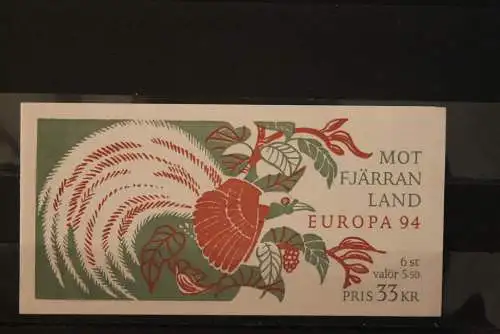 MOT
FJÄRRAN
LAND
EUROPA 94
6 st
valör 5.50
PRIS 33 KR